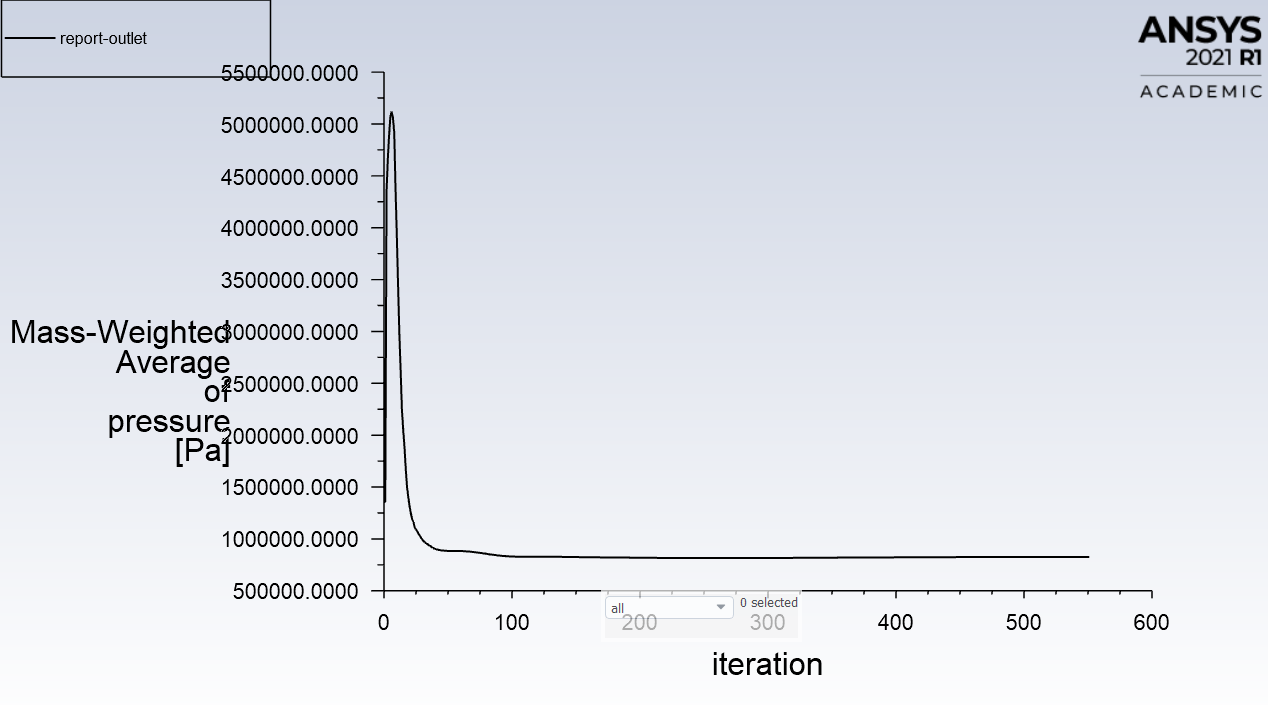 report-outlet
ANSYS
2021 R1
ACADEMIC
5500000.0000
5000000.0000
4500000.0000
4000000.0000
3500000.0000
3000000.0000
2500000.0000
2000000.0000
1500000.0000
1000000.0000
500000.0000
Mass-Weighted
Average
of
pressure
[Pa]
all
0 selected
0 100 200 300 400 500 600
iteration